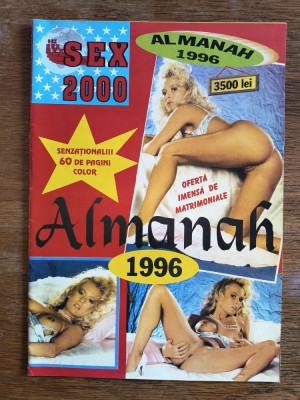 SEX
2000
ALMANAH
1996
3500 lei
SENZAȚIONAL!!!
60 DE PAGINI
COLOR
OFERTĂ
IMENSĂ DE
MATRIMONIALE
Almanah
1996